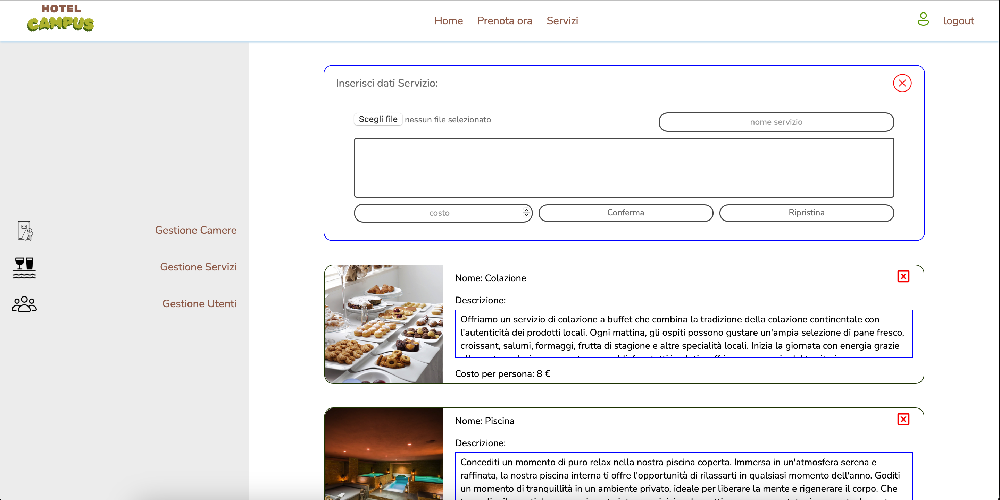 HOTEL
CAMPUS
Home Prenota ora Servizi
logout
Inserisci dati Servizio:
Scegli file nessun file selezionato
nome servizio
costo
Conferma
Ripristina
512
Gestione Camere
Gestione Servizi
Gestione Utenti
Nome: Colazione
Descrizione:
Offriamo un servizio di colazione a buffet che combina la tradizione della colazione continentale con
l'autenticità dei prodotti locali. Ogni mattina, gli ospiti possono gustare un'ampia selezione di pane fresco,
croissant, salumi, formaggi, frutta di stagione e altre specialità locali. Inizia la giornata con energia grazie
Costo per persona: 8 €
Nome: Piscina
Descrizione:
Concediti un momento di puro relax nella nostra piscina coperta. Immersa in un'atmosfera serena e
raffinata, la nostra piscina interna ti offre l'opportunità di rilassarti in qualsiasi momento dell'anno. Goditi
un momento di tranquillità in un ambiente privato, ideale per liberare la mente e rigenerare il corpo. Che